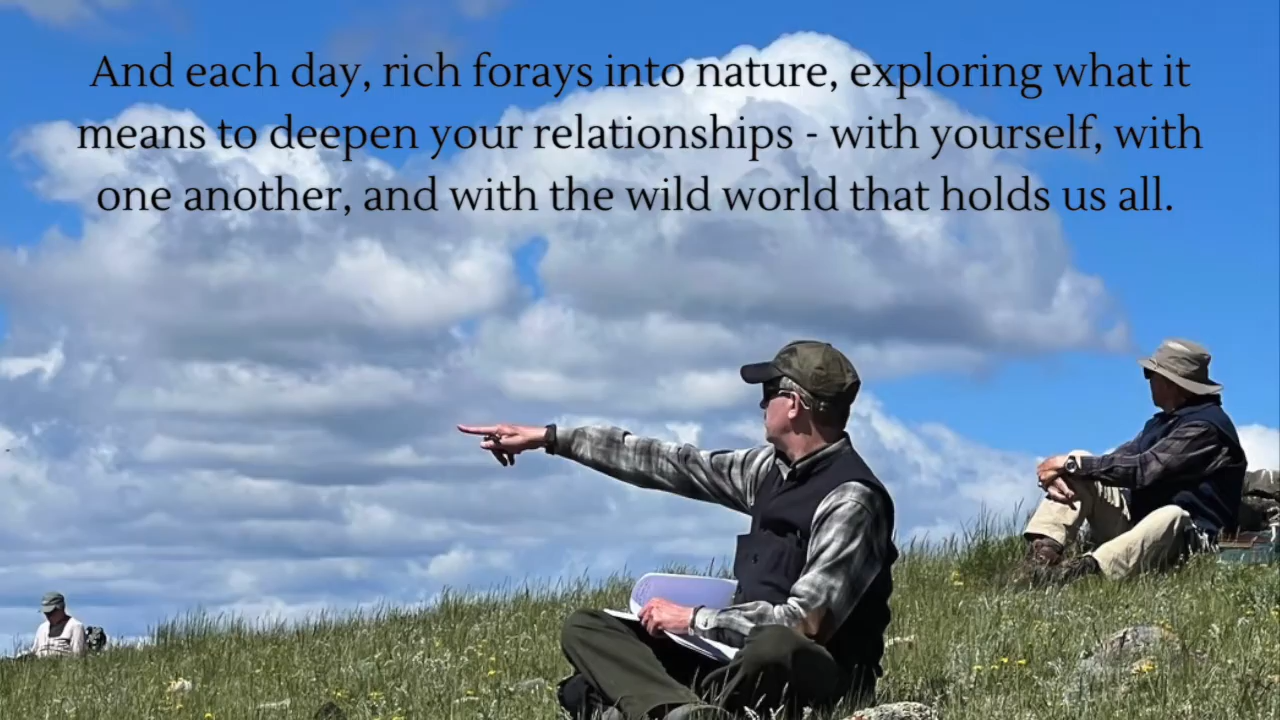 And each day, rich forays into nature, exploring what it
means to deepen your relationships - with yourself, with
one another, and with the wild world that holds us all.